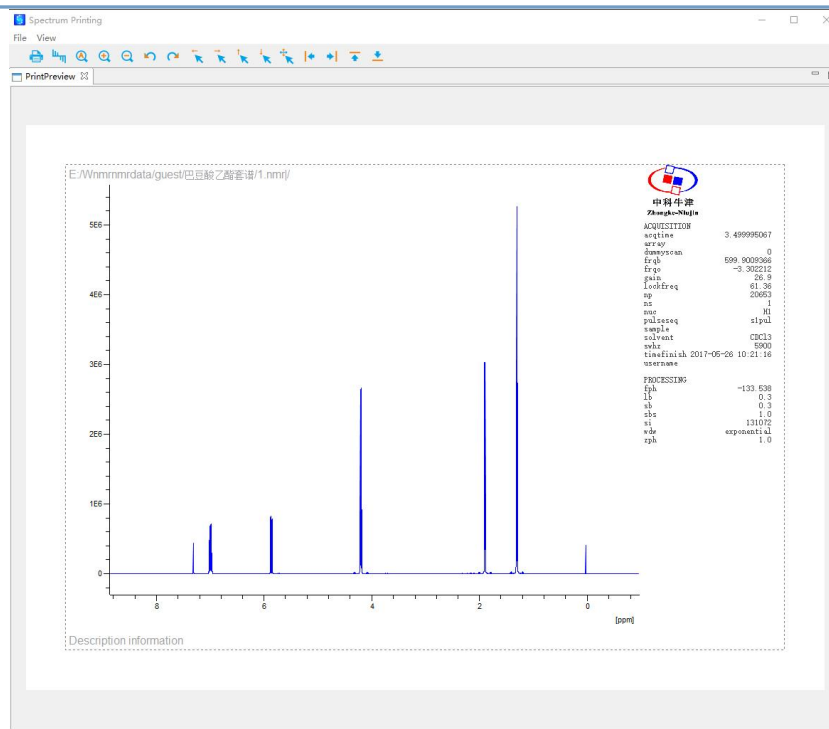 Spectrum Printing
File View
PrintPreview
E:/Wnmrnmrdata/guest/巴豆酸乙酯套谱/1.nmrj/
5E6
4E6
3E6
2E6
1E6
0
8 6 4 2 0
[ppm]
Description information
中科牛津
Zhongke-Niujin
ACQUISITION
acqtime 3.499995067
array
dummyscan 0
frqb 599.9009366
frqo -3.302212
gain 26.9
lockfreq 61.36
np 20653
ns 1
nuc H1
pulseseq s1pul
sample
solvent CDCl3
swhz 5900
timefinish 2017-05-26 10:21:16
username
PROCESSING
fph -133.538
lb 0.3
sb 0.3
sbs 1.0
si 131072
wdw exponential
zph 1.0